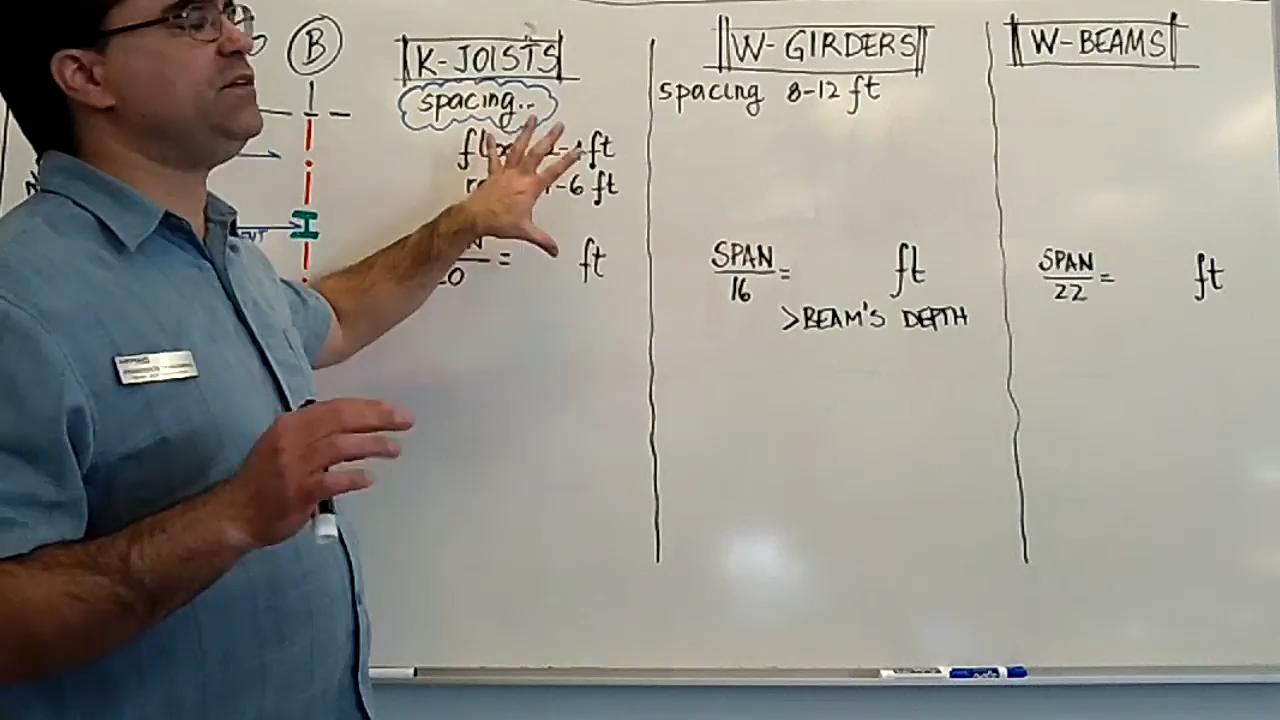 B
K-JOISTS
spacing..
ft
-6 ft
= ft
W-GIRDERS
spacing 8-12 ft
SPAN
16 = ft
>BEAM'S DEPTH
W-BEAMS
SPAN
22 = ft